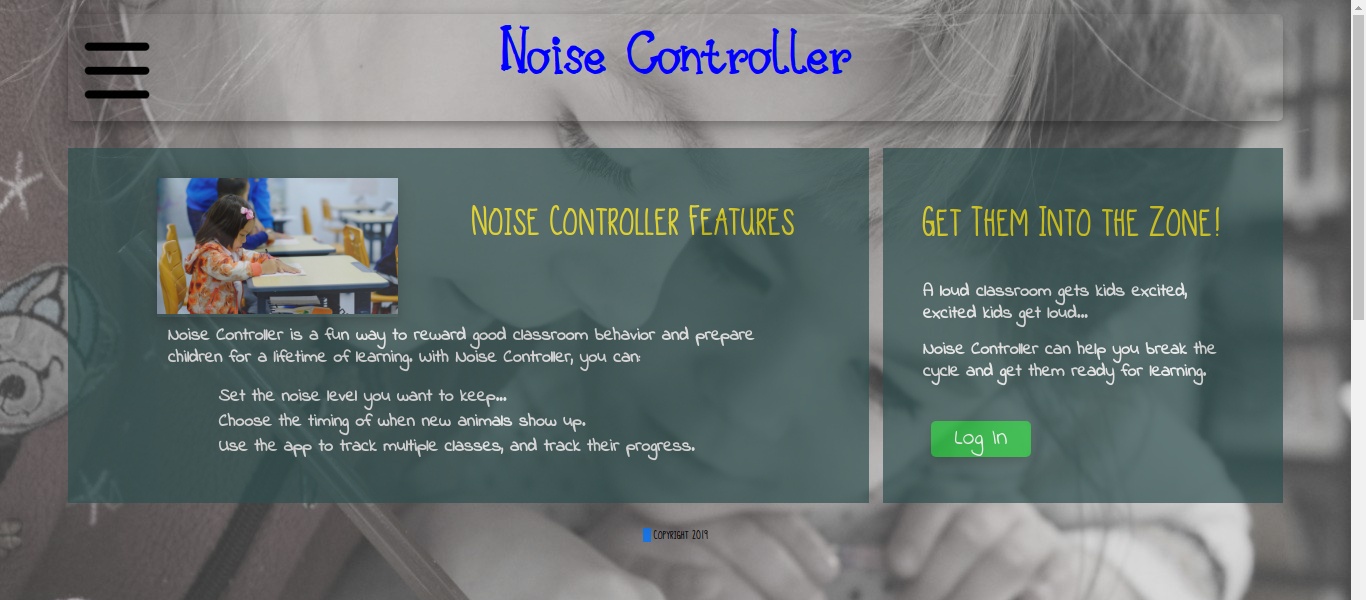 Noise Controller
Noise Controller Features
Noise Controller is a fun way to reward good classroom behavior and prepare
children for a lifetime of learning. With Noise Controller, you can:
Set the noise level you want to keep...
Choose the timing of when new animals show up.
Use the app to track multiple classes, and track their progress.
Get Them Into the Zone!
A loud classroom gets kids excited,
excited kids get loud...
Noise Controller can help you break the
cycle and get them ready for learning.
Log In
Copyright 2019